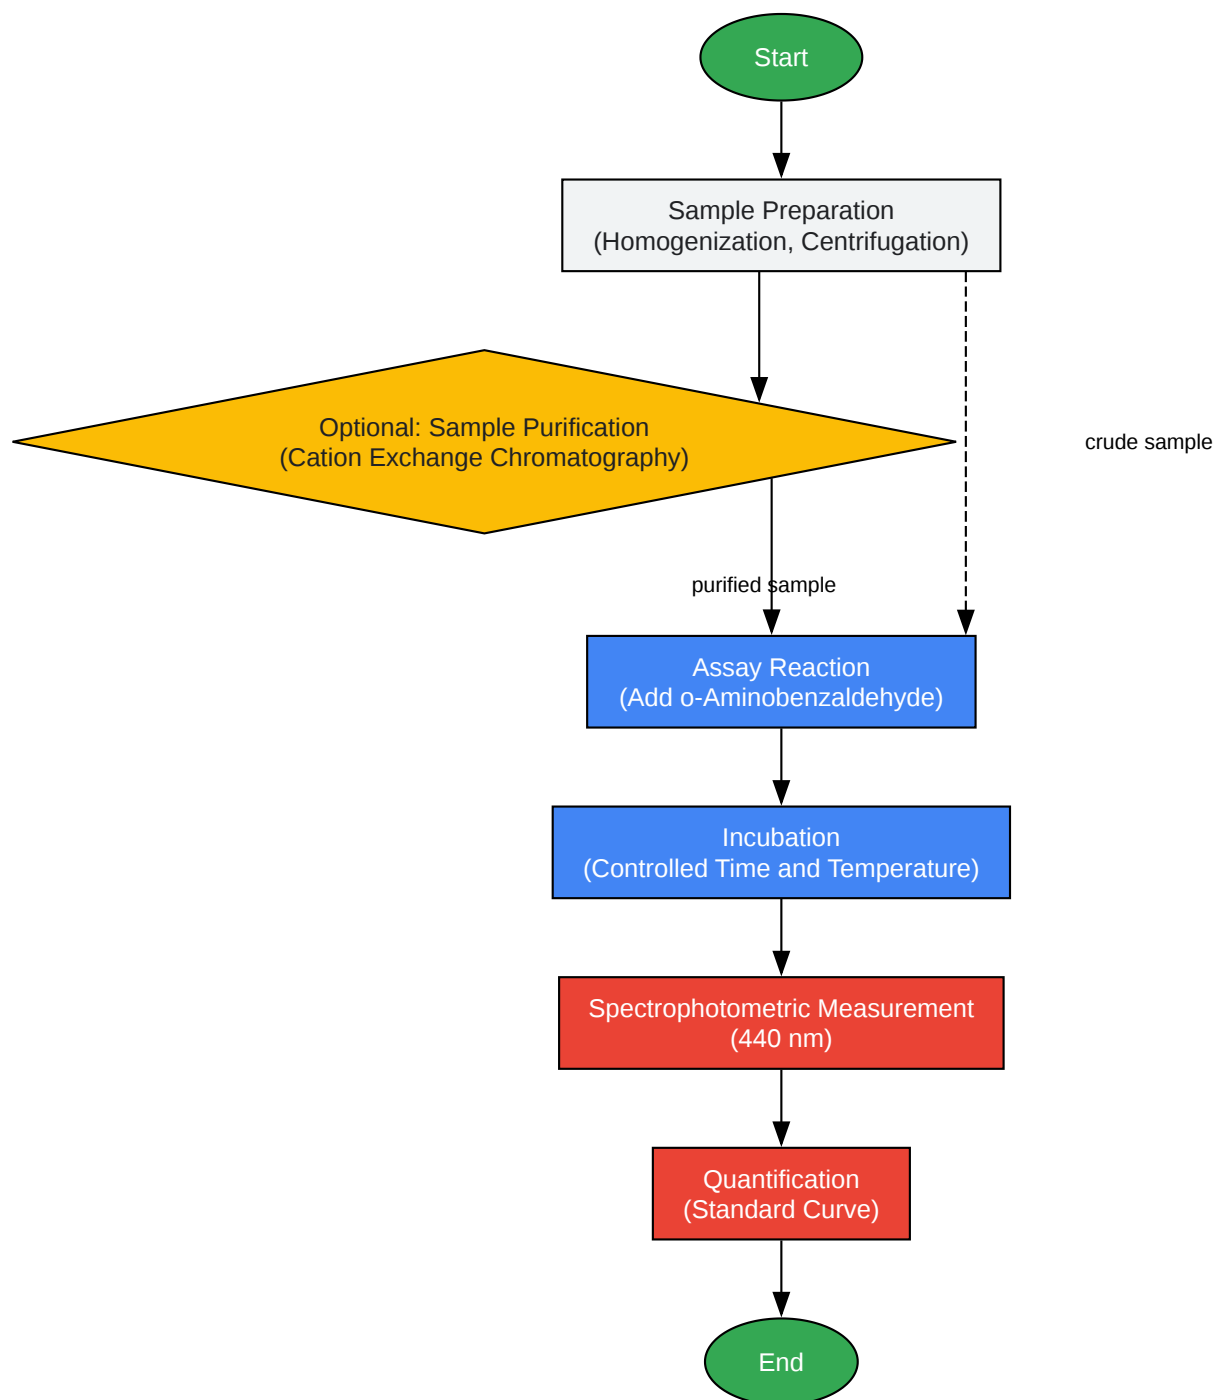 Start
Sample Preparation
(Homogenization, Centrifugation)
Optional: Sample Purification
(Cation Exchange Chromatography)
crude sample
purified sample
Assay Reaction
(Add o-Aminobenzaldehyde)
Incubation
(Controlled Time and Temperature)
Spectrophotometric Measurement
(440 nm)
Quantification
(Standard Curve)
End